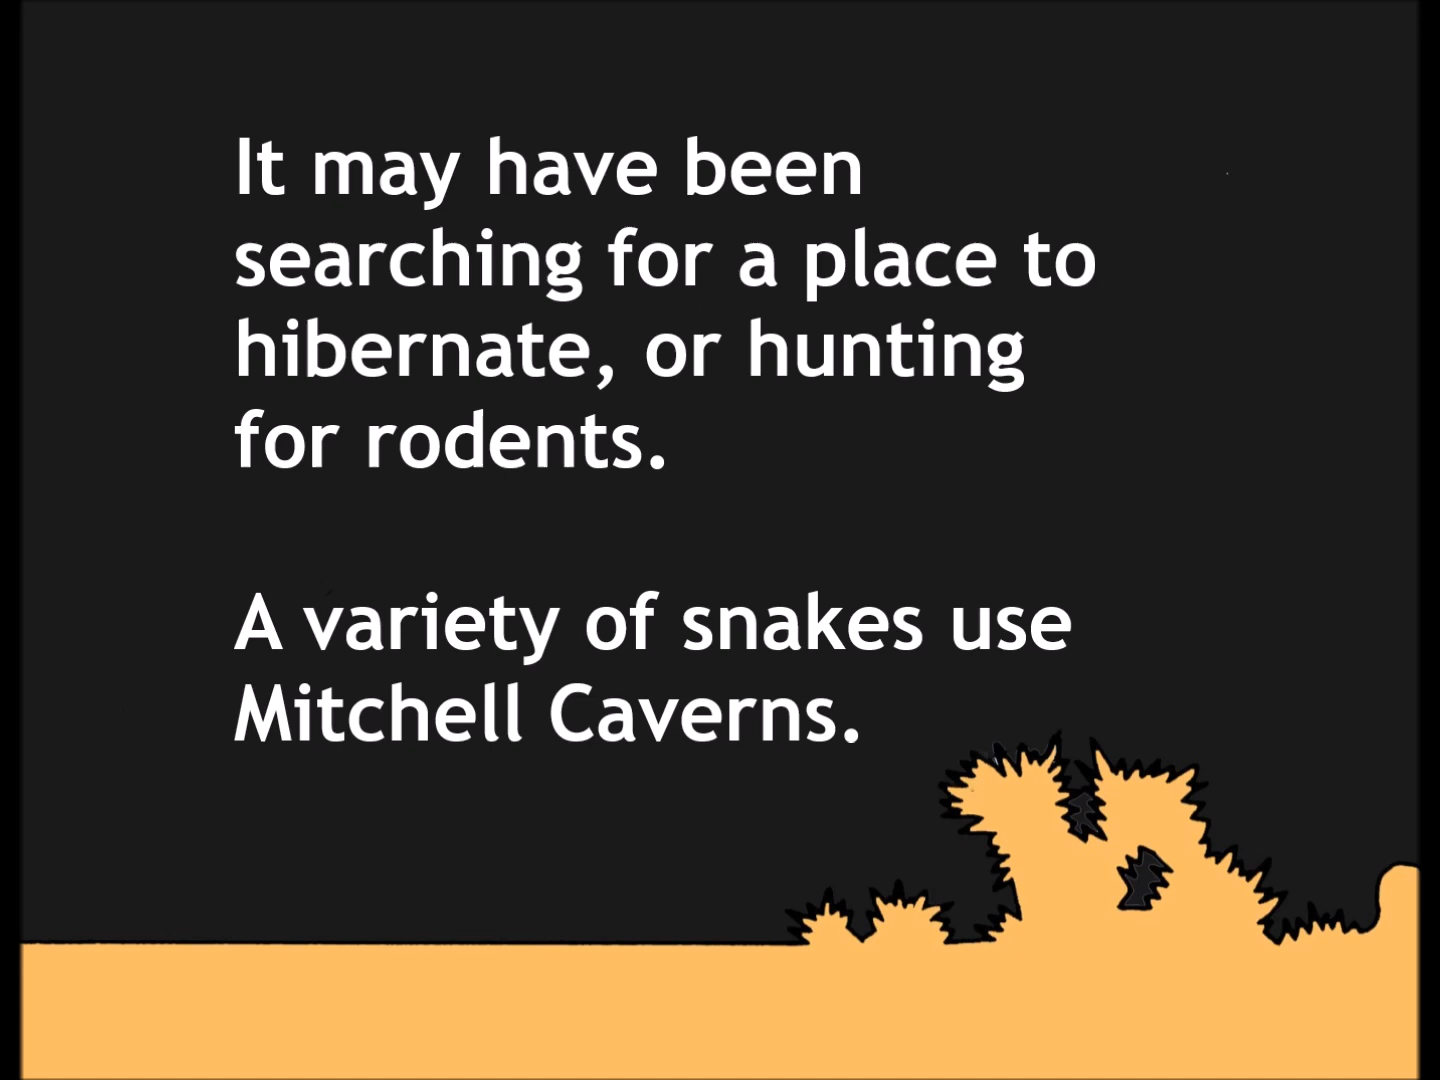 It may have been
searching for a place to
hibernate, or hunting
for rodents.
A variety of snakes use
Mitchell Caverns.